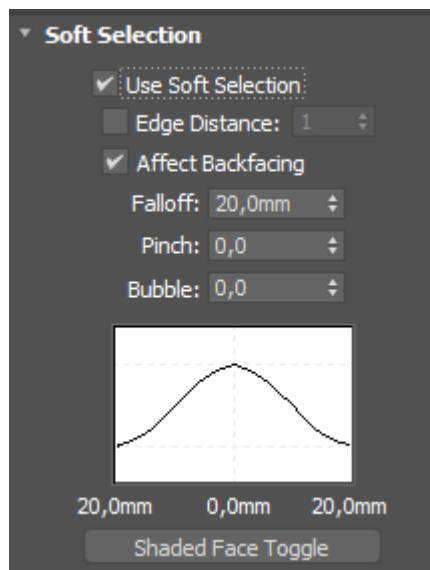 Soft Selection
Use Soft Selection
Edge Distance: 1
Affect Backfacing
Falloff: 20,0mm
Pinch: 0,0
Bubble: 0,0
20,0mm 0,0mm 20,0mm
Shaded Face Toggle